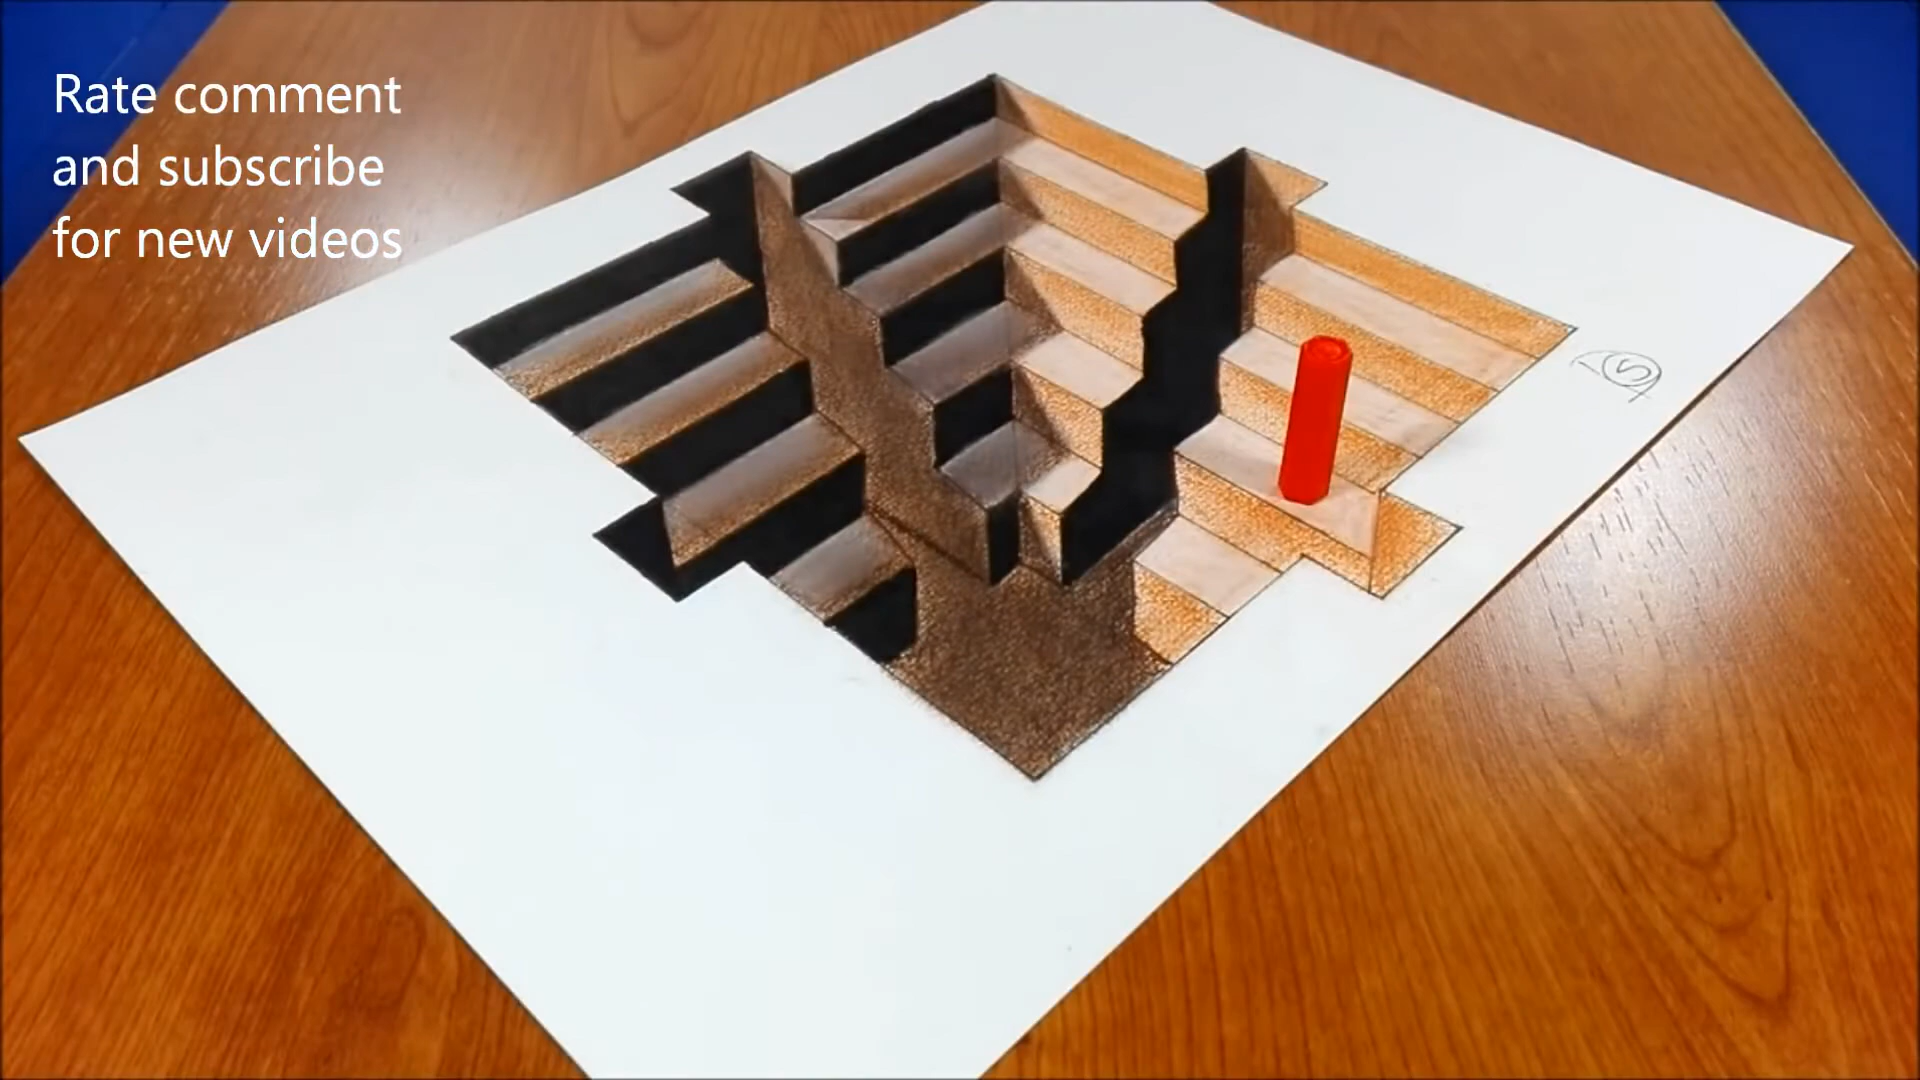 Rate comment
and subscribe
for new videos